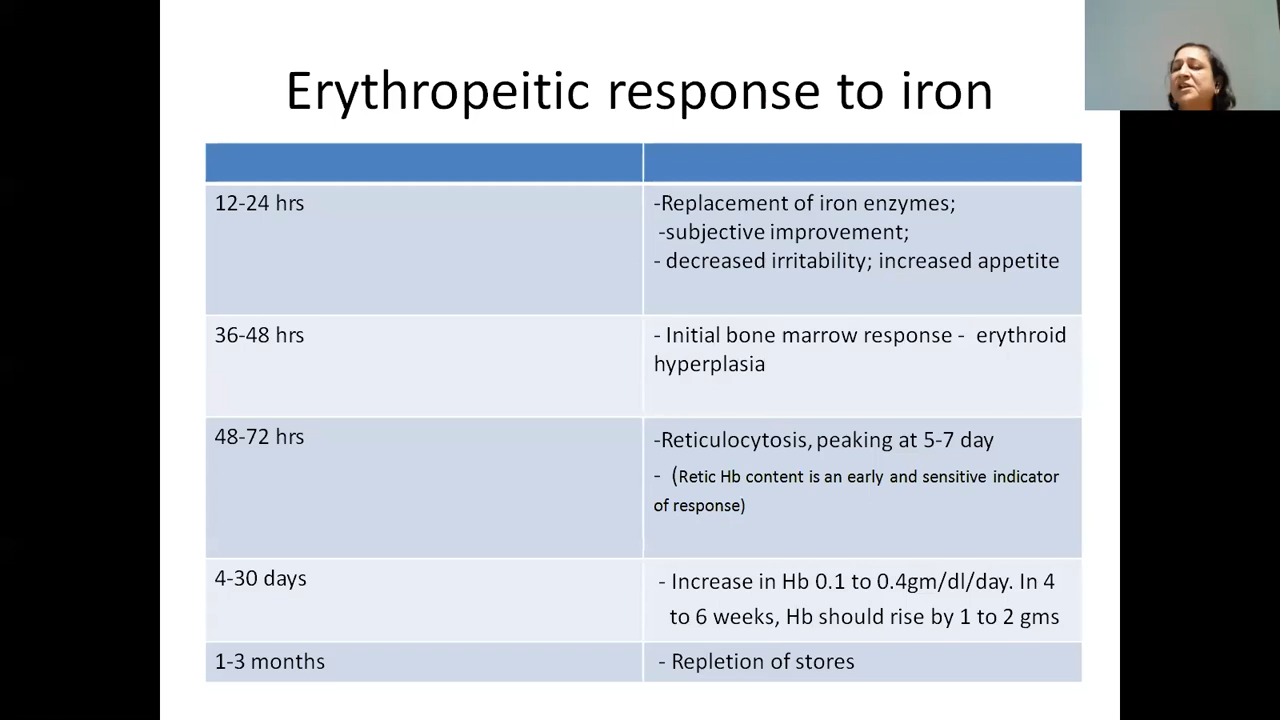 Erythropeitic response to iron
12-24 hrs
-Replacement of iron enzymes;
-subjective improvement;
- decreased irritability; increased appetite
36-48 hrs
- Initial bone marrow response - erythroid
hyperplasia
48-72 hrs
-Reticulocytosis, peaking at 5-7 day
- (Retic Hb content is an early and sensitive indicator
of response)
4-30 days
- Increase in Hb 0.1 to 0.4gm/dl/day. In 4
to 6 weeks, Hb should rise by 1 to 2 gms
1-3 months
- Repletion of stores